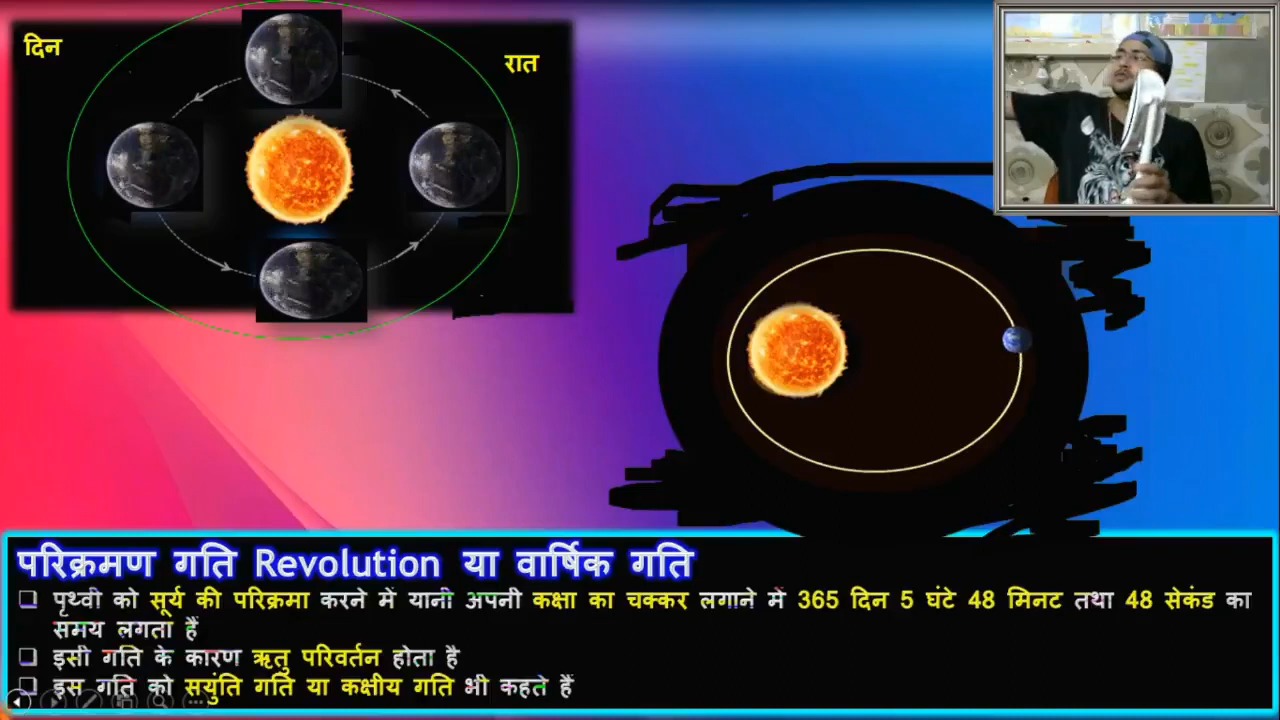 दिन
रात
परिक्रमण गति Revolution या वार्षिक गति
पृथ्वी को सूर्य की परिक्रमा करने में यानी अपनी कक्षा का चक्कर लगाने में 365 दिन 5 घंटे 48 मिनट तथा 48 सेकंड का
समय लगता हैं
इसी गति के कारण ऋतु परिवर्तन होता है
इस गति को सयुंति गति या कक्षीय गति भी कहते हैं